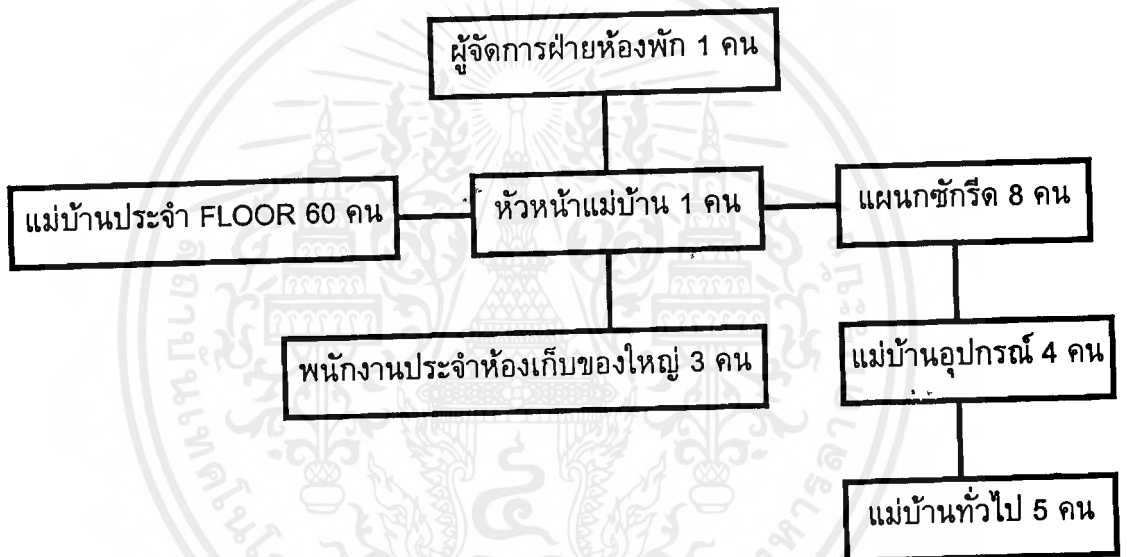 ผู้จัดการฝ่ายห้องพัก 1 คน
แม่บ้านประจำ FLOOR 60 คน
หัวหน้าแม่บ้าน 1 คน
แผนกซักรีด 8 คน
พนักงานประจำห้องเก็บของใหญ่ 3 คน
แม่บ้านอุปกรณ์ 4 คน
แม่บ้านทั่วไป 5 คน